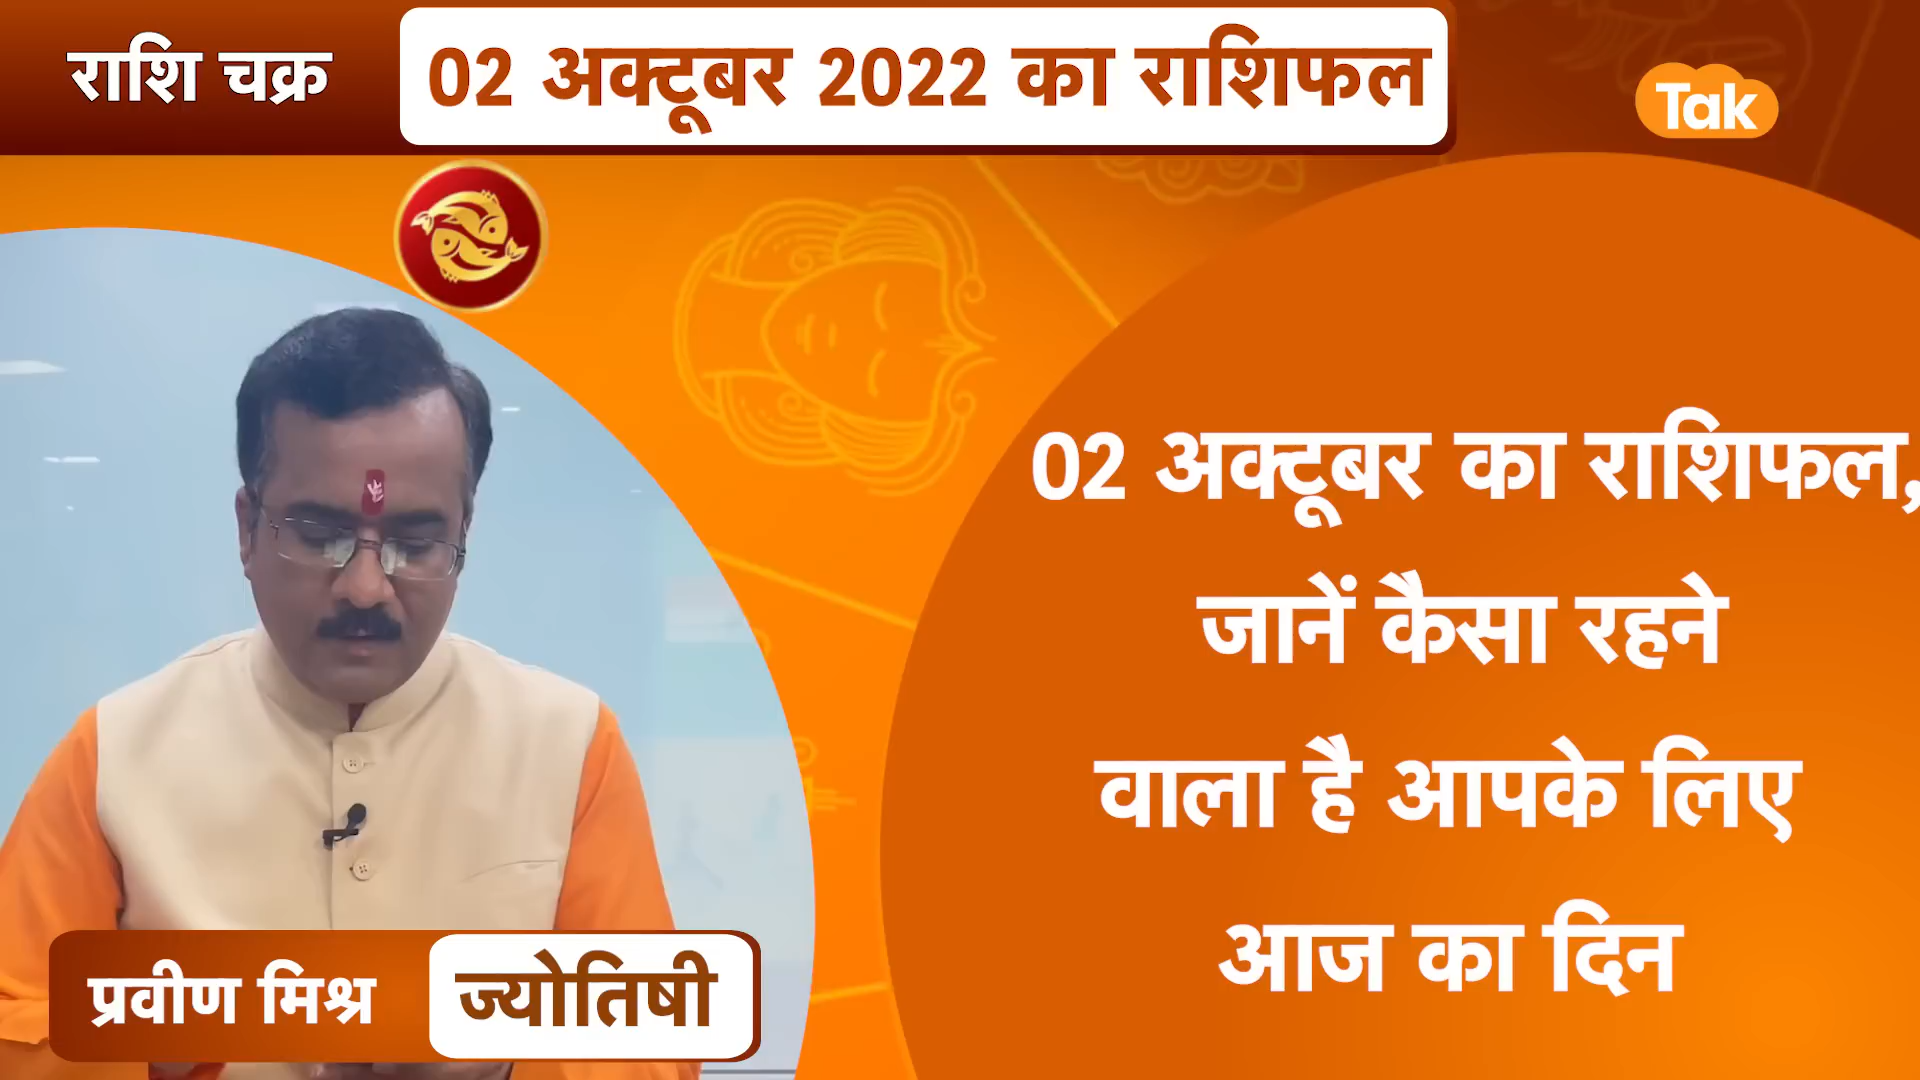 राशि चक्र
02 अक्टूबर 2022 का राशिफल
Tak
02 अक्टूबर का राशिफल,
जानें कैसा रहने
वाला है आपके लिए
आज का दिन
प्रवीण मिश्र
ज्योतिषी